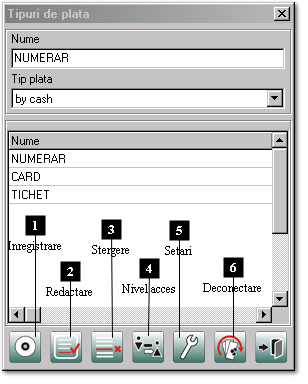 Tipuri de plata
Nume
NUMERAR
Tip plata
by cash
Nume
NUMERAR
CARD
TICHET
1
Inregistrare
2
Redactare
3
Stergere
4
Nivel acces
5
Setari
6
Deconectare